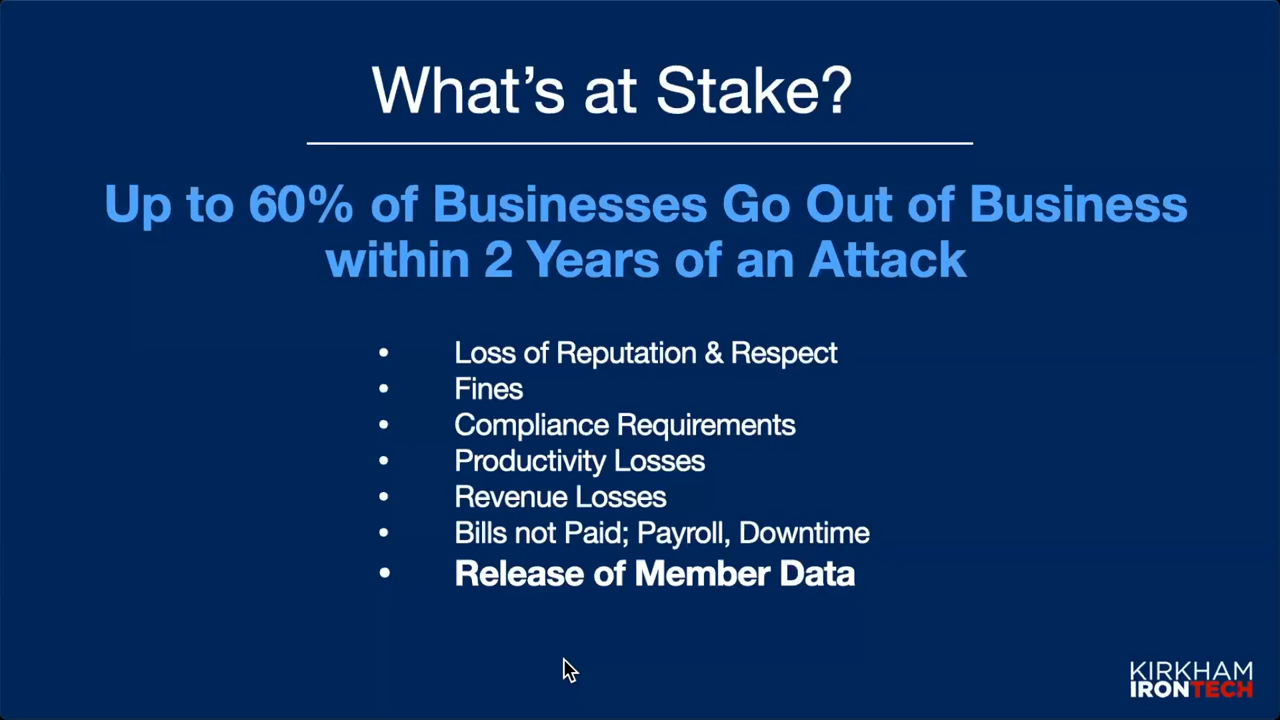 What’s at Stake?
Up to 60% of Businesses Go Out of Business
within 2 Years of an Attack
• Loss of Reputation & Respect
• Fines
• Compliance Requirements
• Productivity Losses
• Revenue Losses
• Bills not Paid; Payroll, Downtime
• Release of Member Data
KIRKHAM
IRONTECH